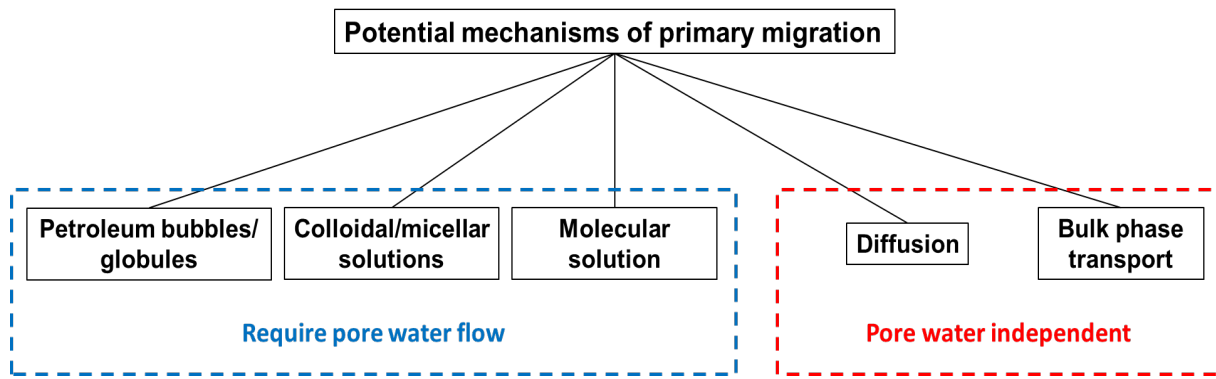 Potential mechanisms of primary migration
Petroleum bubbles/
globules
Colloidal/micellar
solutions
Molecular
solution
Diffusion
Bulk phase
transport
Require pore water flow
Pore water independent